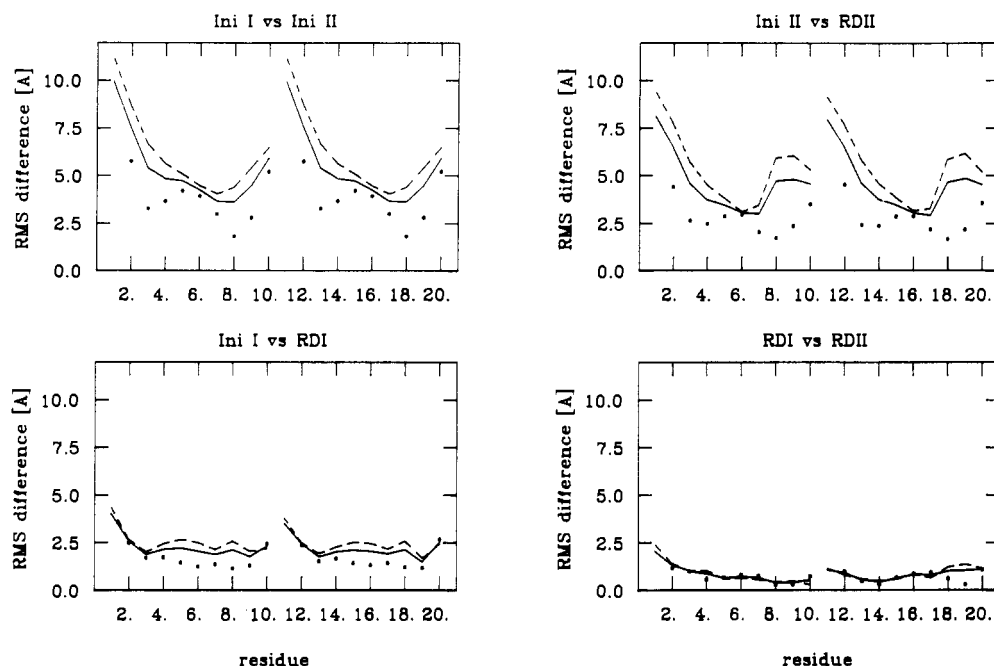 Ini I vs Ini II
RMS difference [A]
10.0
7.5
5.0
2.5
0.0
2. 4. 6. 8. 10. 12. 14. 16. 18. 20.
Ini II vs RDII
RMS difference [A]
10.0
7.5
5.0
2.5
0.0
2. 4. 6. 8. 10. 12. 14. 16. 18. 20.
Ini I vs RDI
RMS difference [A]
10.0
7.5
5.0
2.5
0.0
2. 4. 6. 8. 10. 12. 14. 16. 18. 20.
residue
RDI vs RDII
RMS difference [A]
10.0
7.5
5.0
2.5
0.0
2. 4. 6. 8. 10. 12. 14. 16. 18. 20.
residue